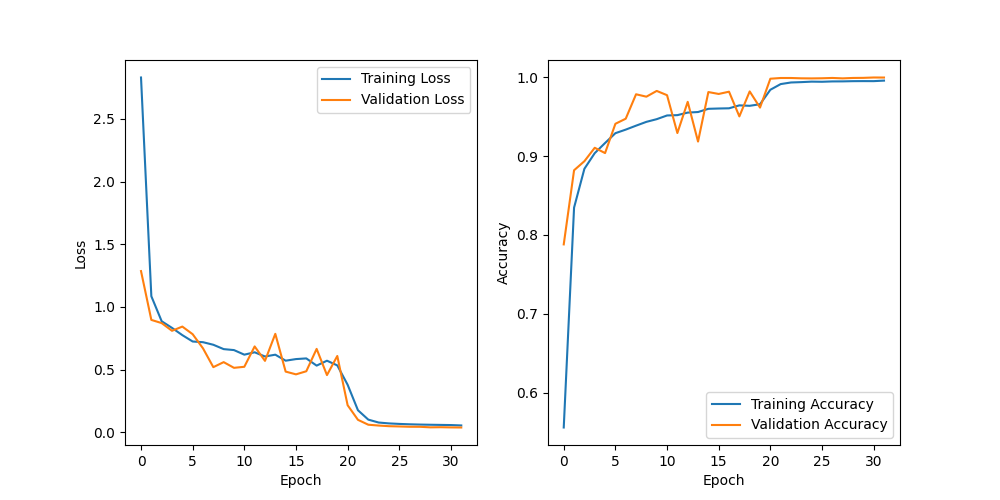 Training Loss
Validation Loss
2.5
2.0
1.5
1.0
0.5
0.0
Loss
0 5 10 15 20 25 30
Epoch
1.0
0.9
0.8
0.7
0.6
Accuracy
Training Accuracy
Validation Accuracy
0 5 10 15 20 25 30
Epoch